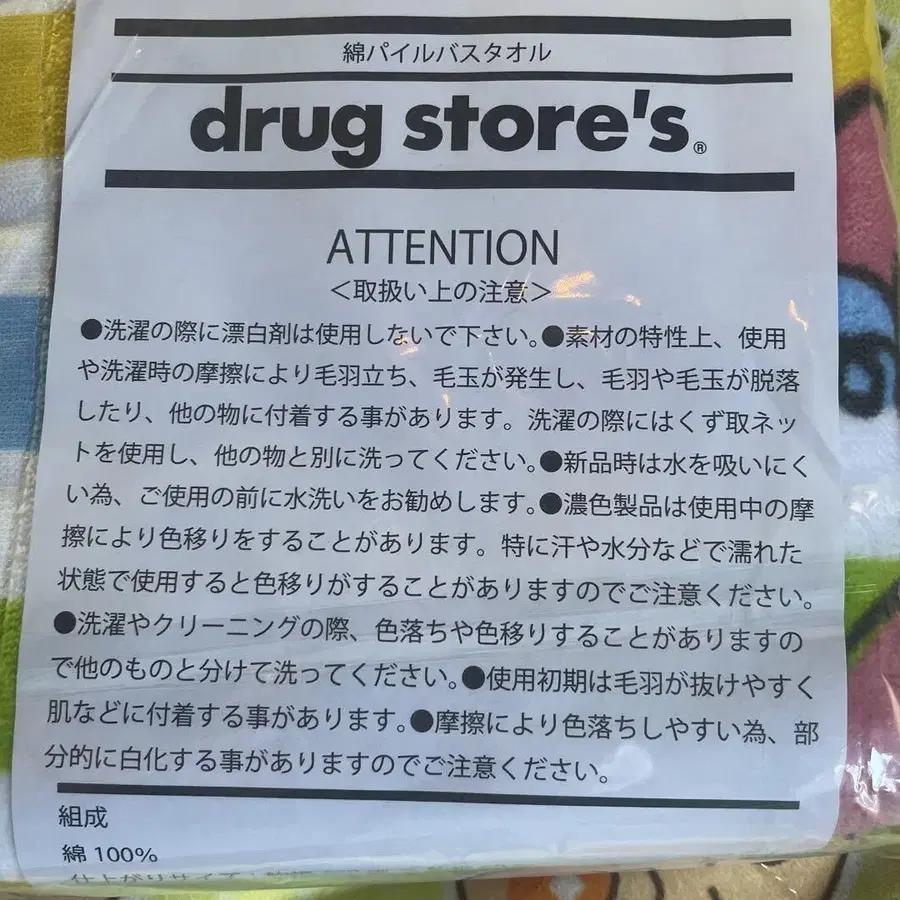 綿パイルバスタオル
drug store's®
ATTENTION
＜取扱い上の注意＞
●洗濯の際に漂白剤は使用しないで下さい。●素材の特性上、使用
や洗濯時の摩擦により毛羽立ち、毛玉が発生し、毛羽や毛玉が脱落
したり、他の物に付着する事があります。洗濯の際にはくず取ネッ
トを使用し、他の物と別に洗ってください。●新品時は水を吸いにく
い為、ご使用の前に水洗いをお勧めします。●濃色製品は使用中の摩
擦により色移りをすることがあります。特に汗や水分などで濡れた
状態で使用すると色移りがすることがありますのでご注意ください。
●洗濯やクリーニングの際、色落ちや色移りすることがありますの
で他のものと分けて洗ってください。●使用初期は毛羽が抜けやすく
肌などに付着する事があります。●摩擦により色落ちしやすい為、部
分的に白化する事がありますのでご注意ください。
組成
綿 100%
仕上がりサイズ：